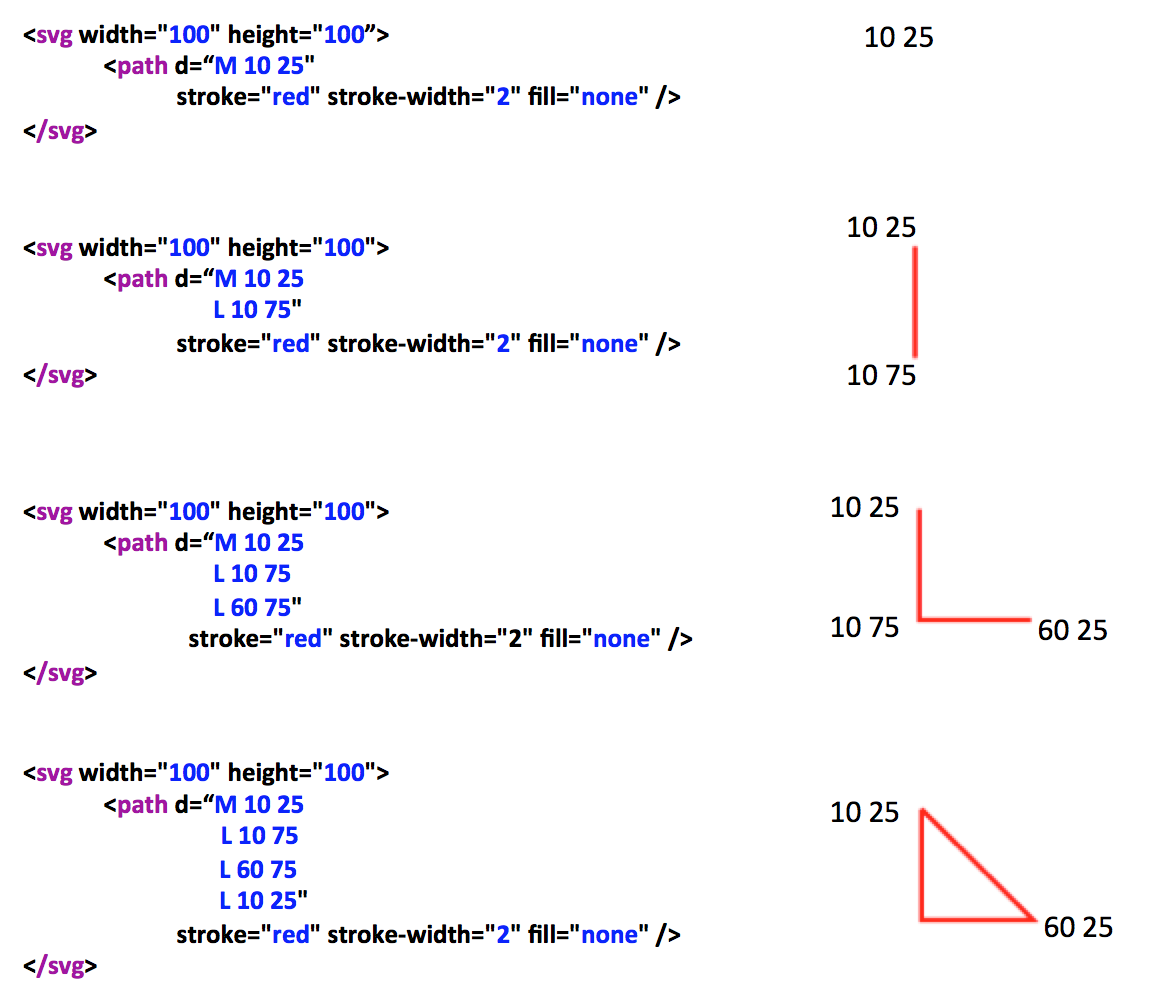 <svg width="100" height="100”>
<path d=“M 10 25"
stroke="red" stroke-width="2" fill="none" />
</svg>
10 25
<svg width="100" height="100">
<path d=“M 10 25
L 10 75"
stroke="red" stroke-width="2" fill="none" />
</svg>
10 25
10 75
<svg width="100" height="100">
<path d=“M 10 25
L 10 75
L 60 75"
stroke="red" stroke-width="2" fill="none" />
</svg>
10 25
10 75
60 25
<svg width="100" height="100">
<path d=“M 10 25
L 10 75
L 60 75
L 10 25"
stroke="red" stroke-width="2" fill="none" />
</svg>
10 25
60 25